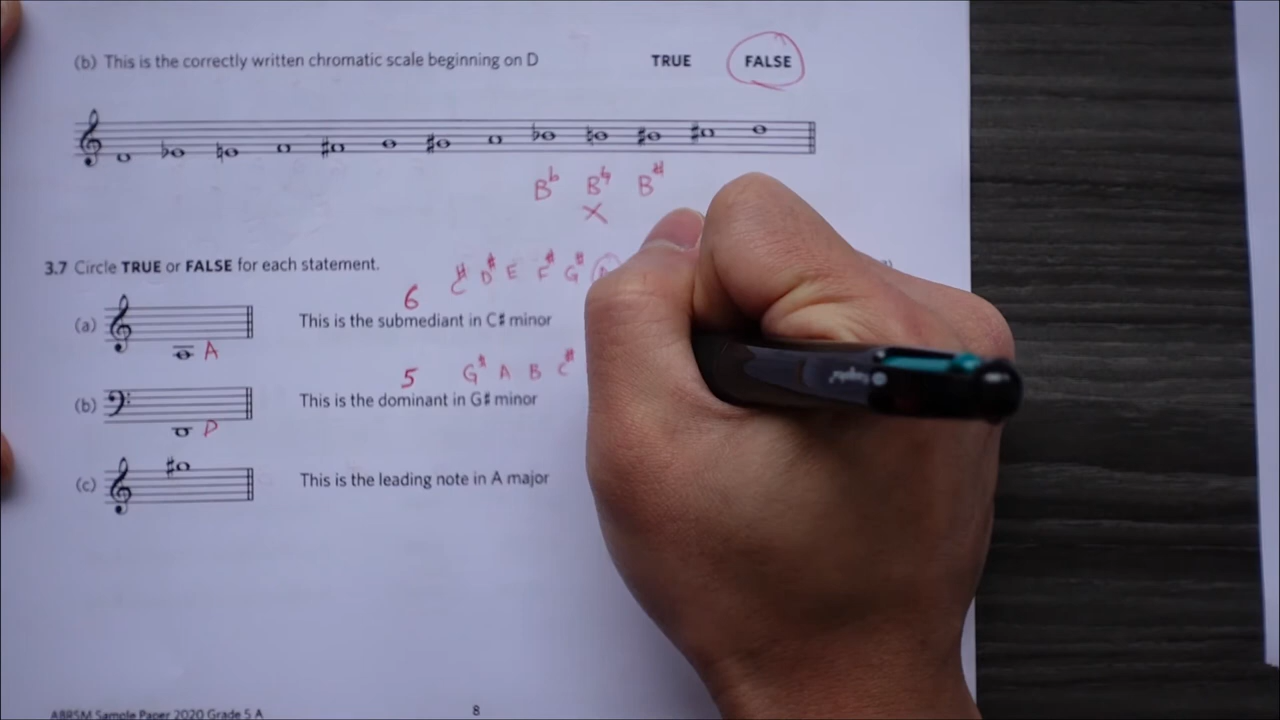 (b) This is the correctly written chromatic scale beginning on D TRUE FALSE
B♭ B♮ B#
X
3.7 Circle TRUE or FALSE for each statement.
C# D# E F# G#
6
(a) This is the submediant in C♯ minor
A
5 G# A B C#
(b) This is the dominant in G♯ minor
D
(c) This is the leading note in A major
ABRSM Sample Paper 2020 Grade 5 A 8